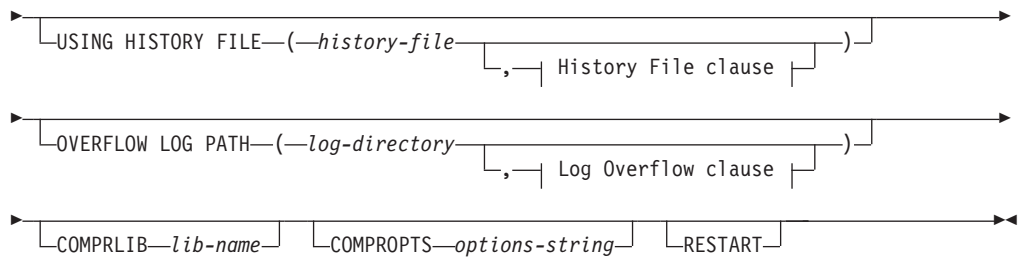 USING HISTORY FILE ( history-file )
, History File clause
OVERFLOW LOG PATH ( log-directory )
, Log Overflow clause
COMPRLIB lib-name COMPROPTS options-string RESTART